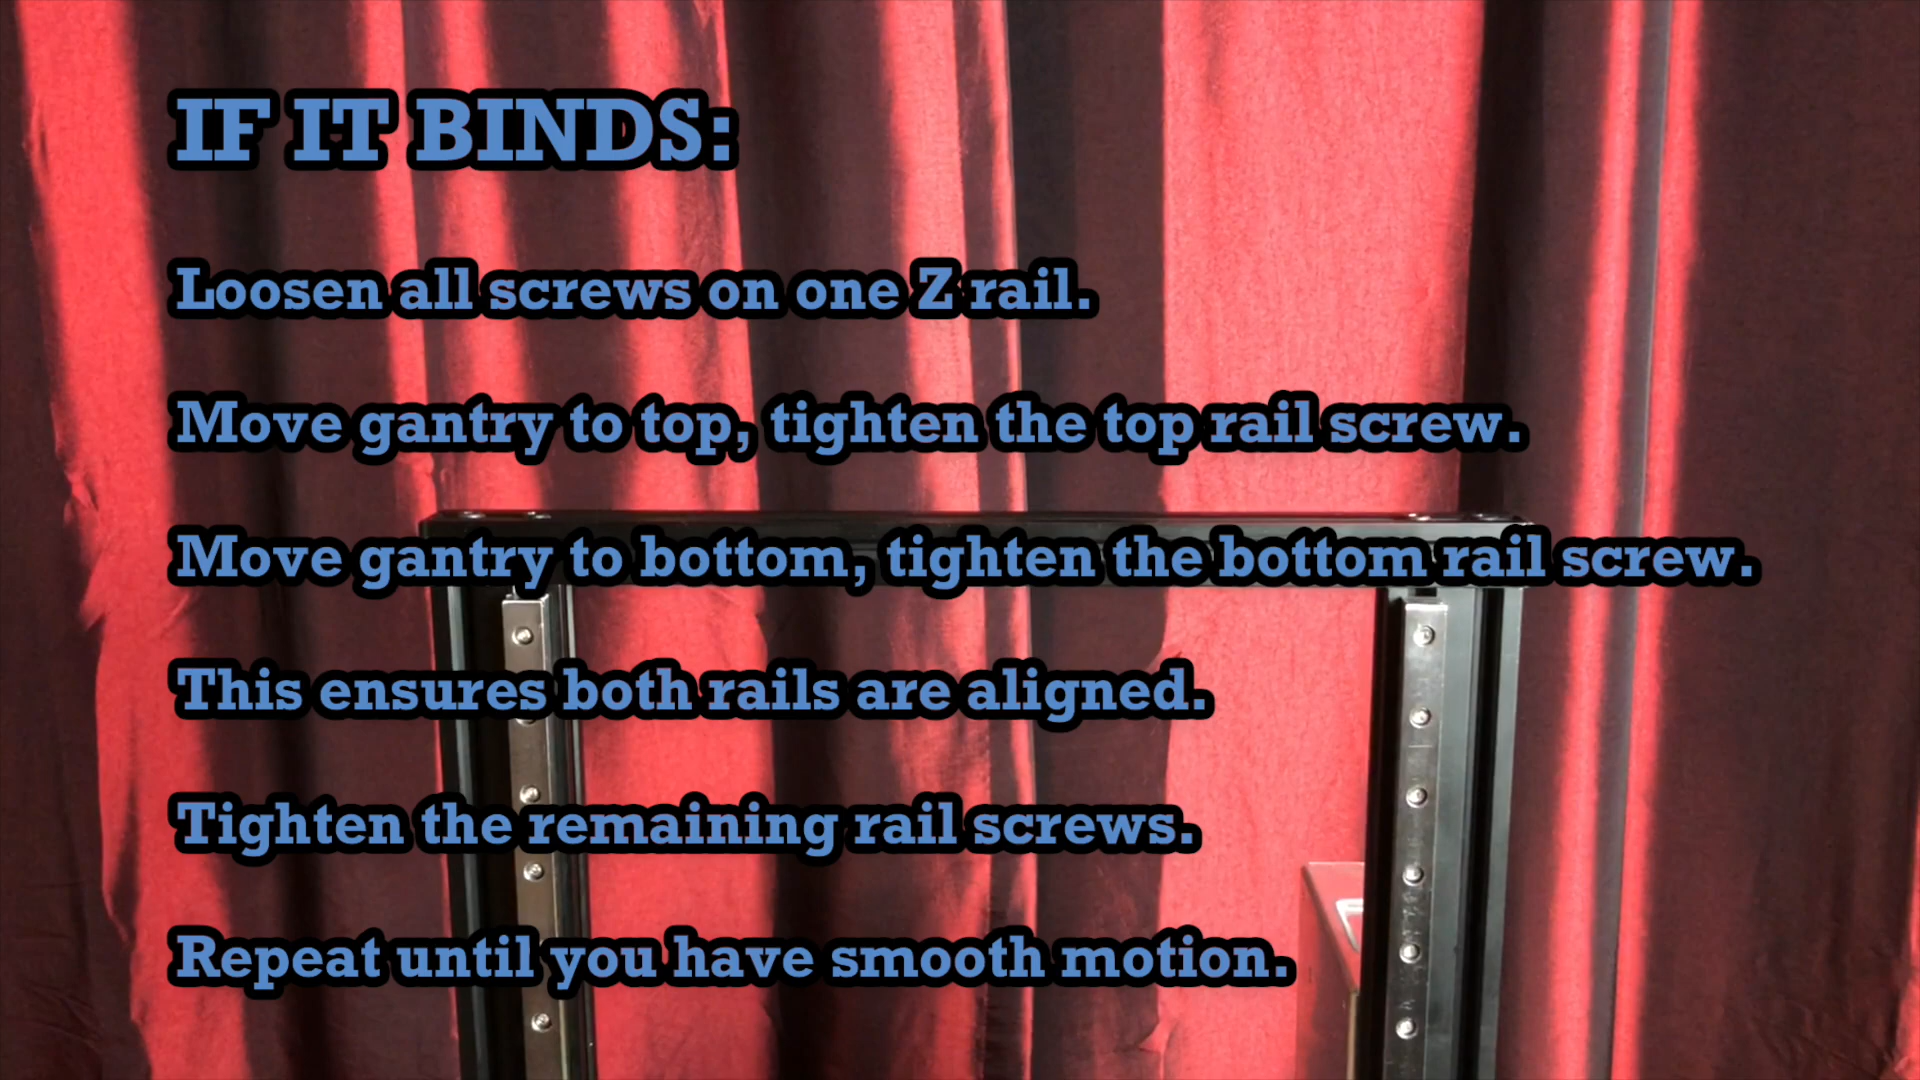 IF IT BINDS:
Loosen all screws on one Z rail.
Move gantry to top, tighten the top rail screw.
Move gantry to bottom, tighten the bottom rail screw.
This ensures both rails are aligned.
Tighten the remaining rail screws.
Repeat until you have smooth motion.